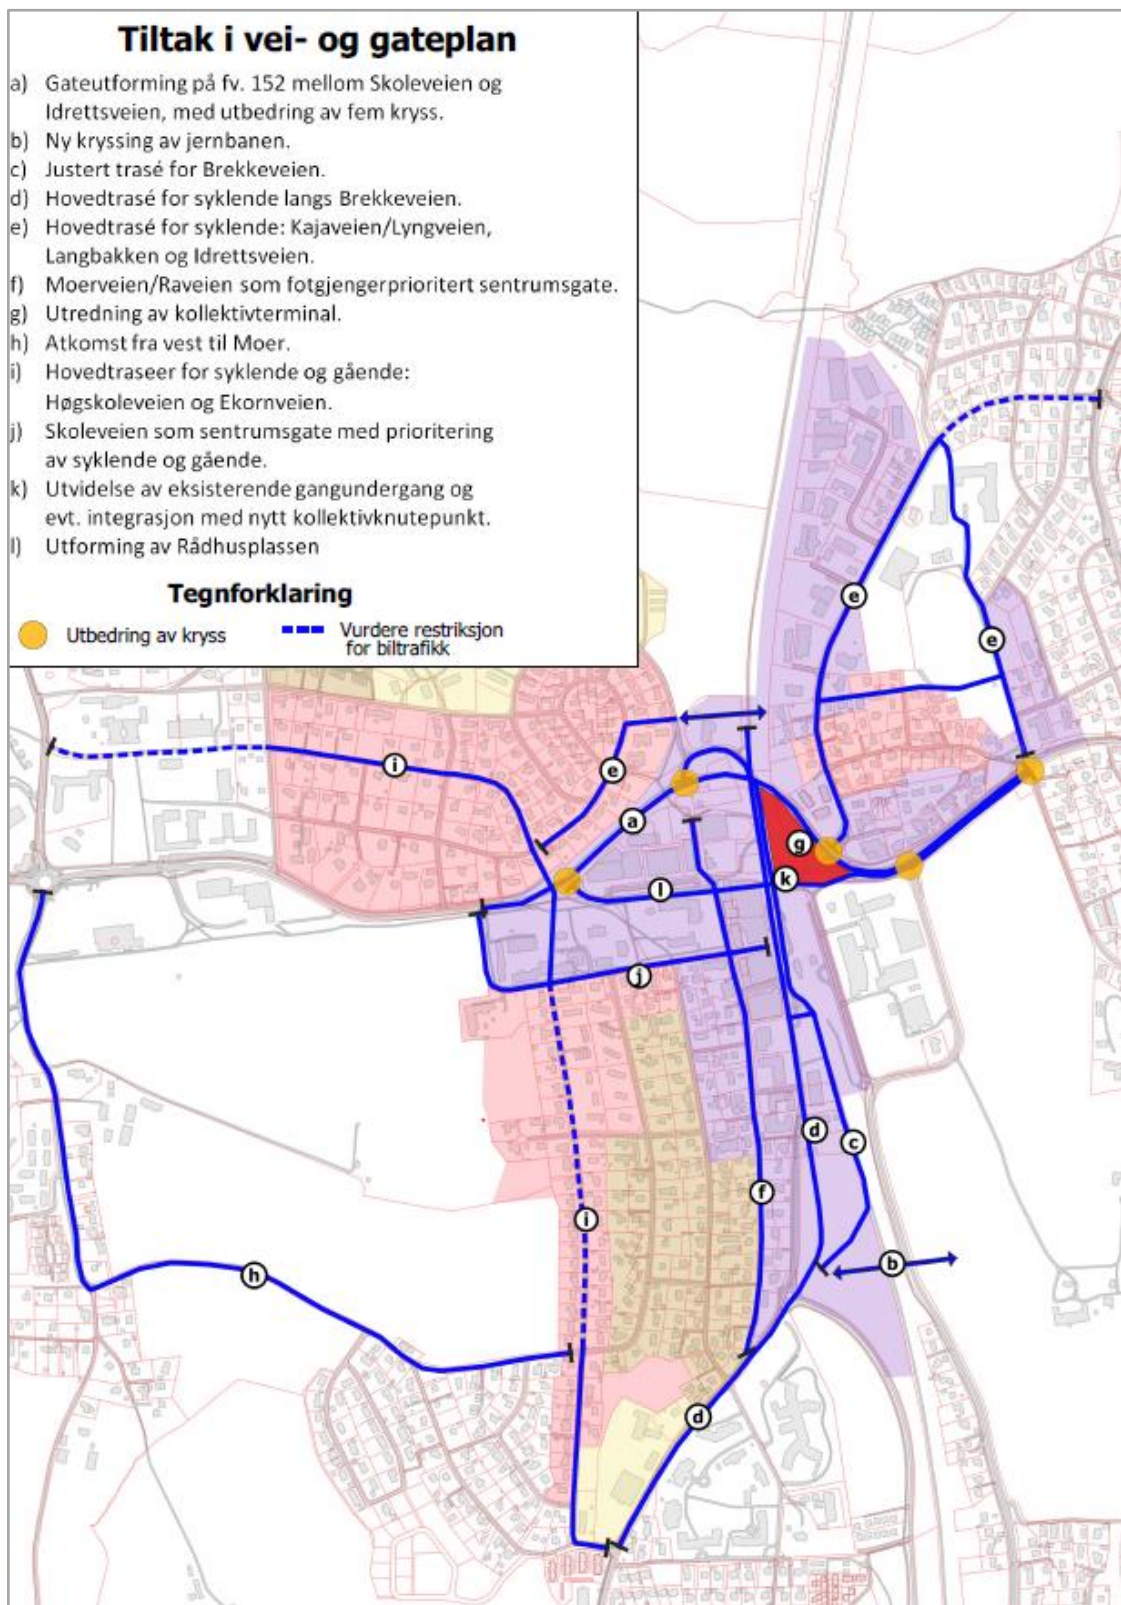 Tiltak i vei- og gateplan
a) Gateutforming på fv. 152 mellom Skoleveien og
Idrettsveien, med utbedring av fem kryss.
b) Ny kryssing av jernbanen.
c) Justert trasé for Brekkeveien.
d) Hovedtrasé for syklende langs Brekkeveien.
e) Hovedtrasé for syklende: Kajaveien/Lyngveien,
Langbakken og Idrettsveien.
f) Moerveien/Raveien som fotgjengerprioritert sentrumsgate.
g) Utredning av kollektivterminal.
h) Atkomst fra vest til Moer.
i) Hovedtraseer for syklende og gående:
Høgskoleveien og Ekornveien.
j) Skoleveien som sentrumsgate med prioritering
av syklende og gående.
k) Utvidelse av eksisterende gangundergang og
evt. integrasjon med nytt kollektivknutepunkt.
l) Utforming av Rådhusplassen
Tegnforklaring
Utbedring av kryss
Vurdere restriksjon
for biltrafikk
e
e
i
e
a
g
k
l
j
d
c
f
i
b
h
d